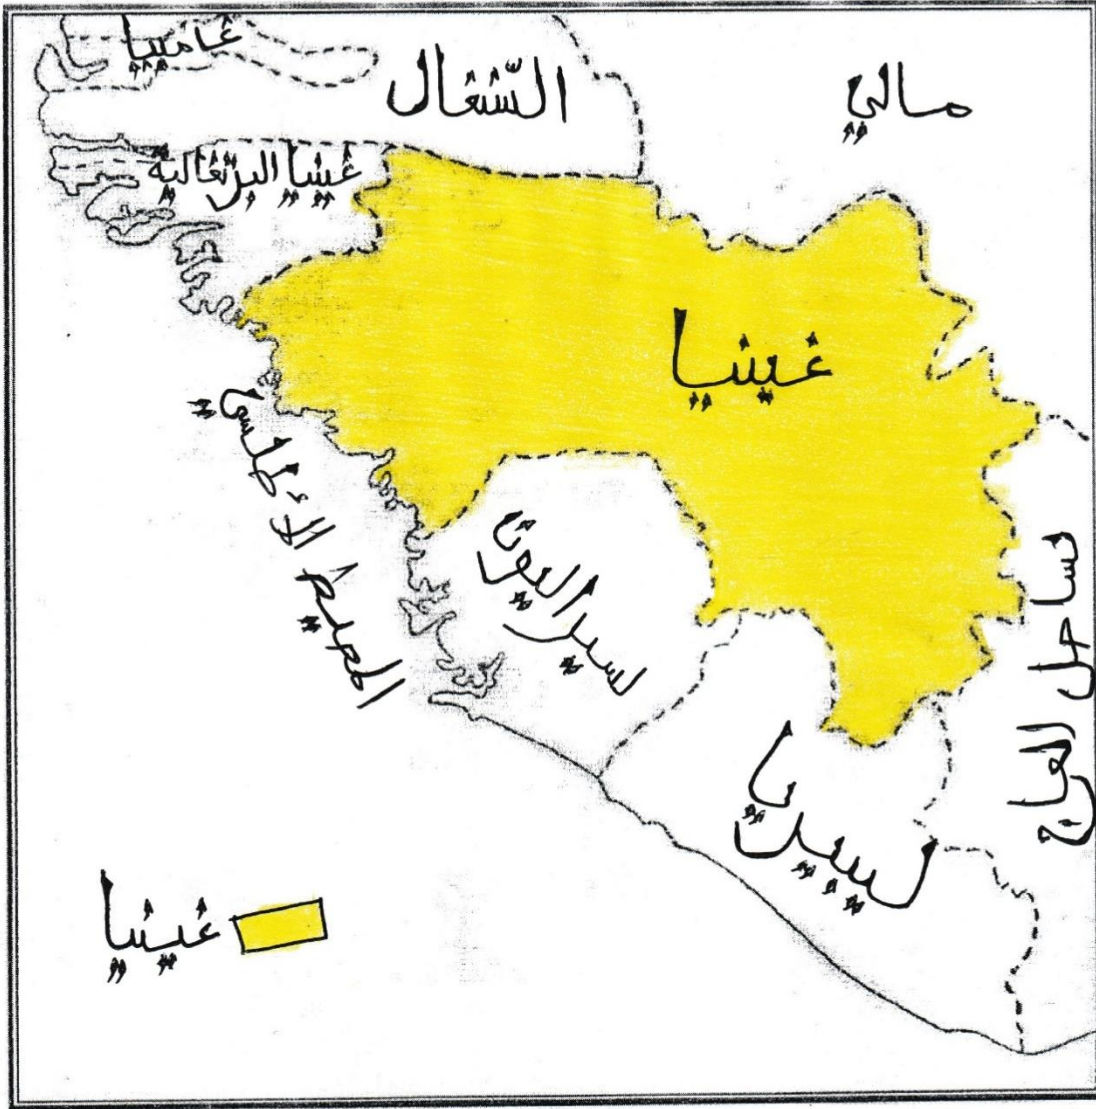 غامبيا
السّنغال
مالي
غينيا البرتغالية
غينيا
المحيط الأطلسي
سيراليون
ساحل العاج
ليبيريا
غينيا